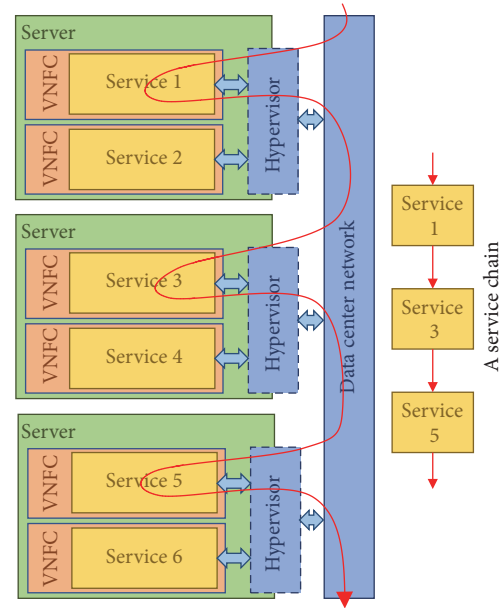 Server
VNFC
Service 1
VNFC
Service 2
Hypervisor
Server
VNFC
Service 3
VNFC
Service 4
Hypervisor
Server
VNFC
Service 5
VNFC
Service 6
Hypervisor
Data center network
Service
1
Service
3
Service
5
A service chain